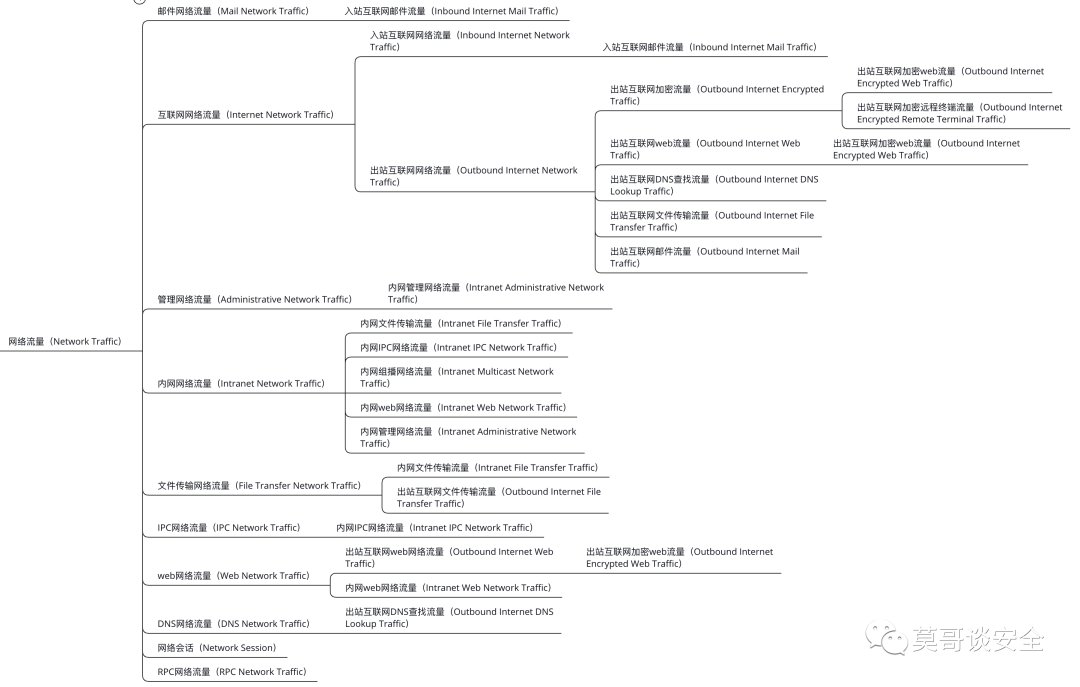 邮件网络流量（Mail Network Traffic）
入站互联网邮件流量（Inbound Internet Mail Traffic）
入站互联网网络流量（Inbound Internet Network
Traffic）
入站互联网邮件流量（Inbound Internet Mail Traffic）
互联网网络流量（Internet Network Traffic）
出站互联网加密流量（Outbound Internet Encrypted
Traffic）
出站互联网加密web流量（Outbound Internet
Encrypted Web Traffic）
出站互联网加密远程终端流量（Outbound Internet
Encrypted Remote Terminal Traffic）
出站互联网网络流量（Outbound Internet Network
Traffic）
出站互联网web流量（Outbound Internet Web
Traffic）
出站互联网加密web流量（Outbound Internet
Encrypted Web Traffic）
出站互联网DNS查找流量（Outbound Internet DNS
Lookup Traffic）
出站互联网文件传输流量（Outbound Internet File
Transfer Traffic）
出站互联网邮件流量（Outbound Internet Mail
Traffic）
管理网络流量（Administrative Network Traffic）
内网管理网络流量（Intranet Administrative Network
Traffic）
网络流量（Network Traffic）
内网网络流量（Intranet Network Traffic）
内网文件传输流量（Intranet File Transfer Traffic）
内网IPC网络流量（Intranet IPC Network Traffic）
内网组播网络流量（Intranet Multicast Network
Traffic）
内网web网络流量（Intranet Web Network Traffic）
内网管理网络流量（Intranet Administrative Network
Traffic）
文件传输网络流量（File Transfer Network Traffic）
内网文件传输流量（Intranet File Transfer Traffic）
出站互联网文件传输流量（Outbound Internet File
Transfer Traffic）
IPC网络流量（IPC Network Traffic）
内网IPC网络流量（Intranet IPC Network Traffic）
web网络流量（Web Network Traffic）
出站互联网web网络流量（Outbound Internet Web
Traffic）
出站互联网加密web流量（Outbound Internet
Encrypted Web Traffic）
内网web网络流量（Intranet Web Network Traffic）
DNS网络流量（DNS Network Traffic）
出站互联网DNS查找流量（Outbound Internet DNS
Lookup Traffic）
网络会话（Network Session）
RPC网络流量（RPC Network Traffic）
莫哥谈安全